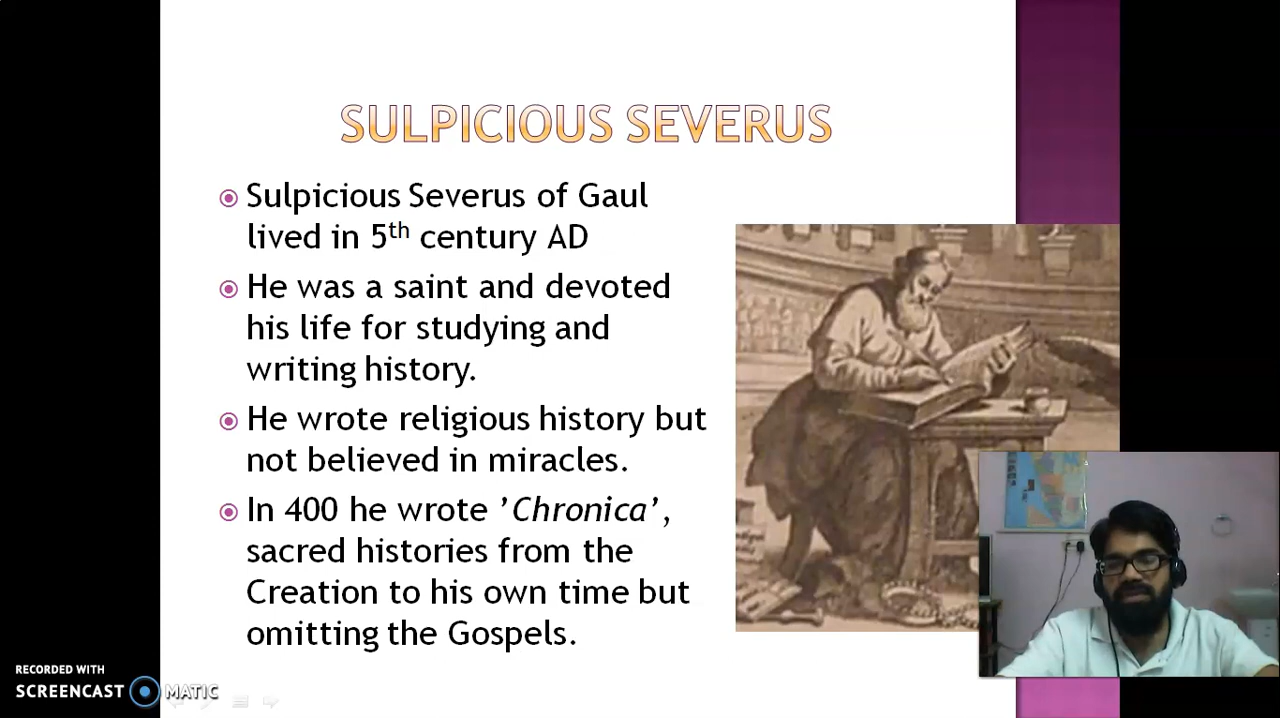 SULPICIOUS SEVERUS
Sulpicious Severus of Gaul
lived in 5th century AD
He was a saint and devoted
his life for studying and
writing history.
He wrote religious history but
not believed in miracles.
In 400 he wrote ’Chronica’,
sacred histories from the
Creation to his own time but
omitting the Gospels.
RECORDED WITH
SCREENCAST MATIC